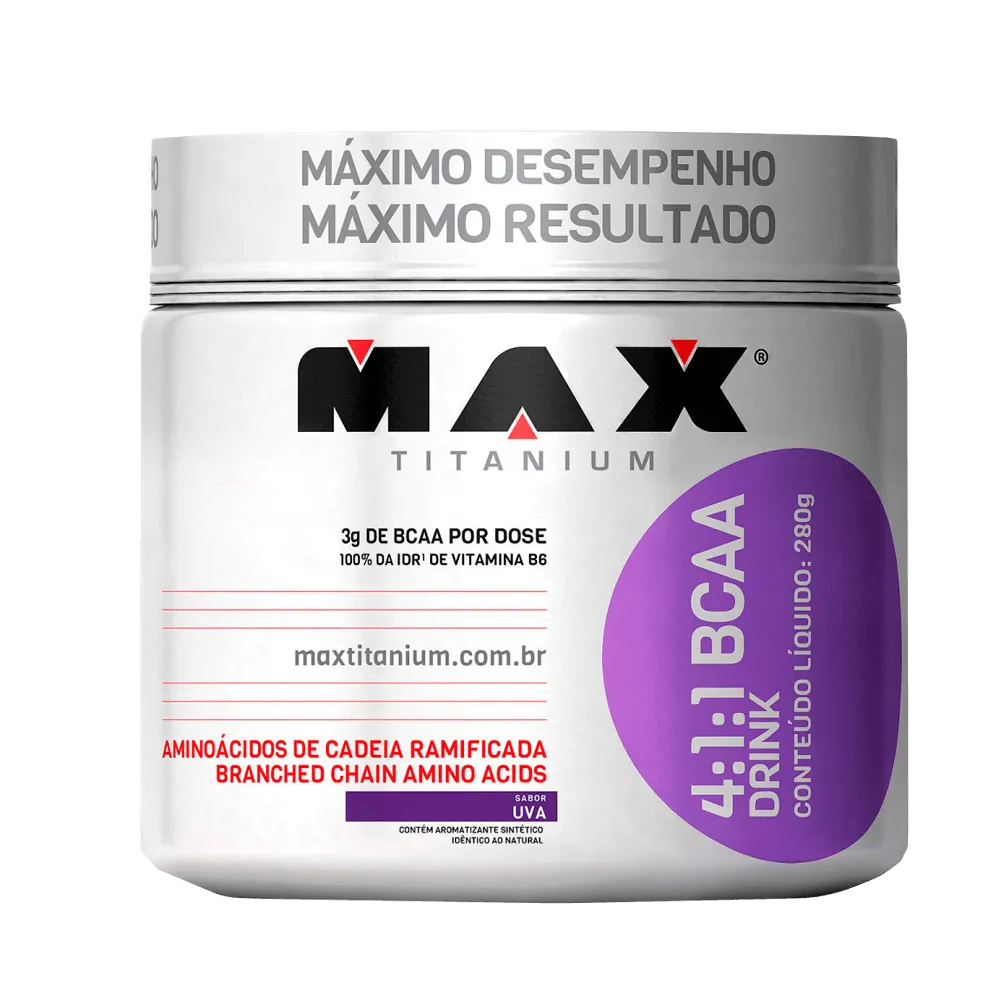 MÁXIMO DESEMPENHO
MÁXIMO RESULTADO
MAX®
TITANIUM
3g DE BCAA POR DOSE
100% DA IDR¹ DE VITAMINA B6
maxtitanium.com.br
AMINOÁCIDOS DE CADEIA RAMIFICADA
BRANCHED CHAIN AMINO ACIDS
SABOR
UVA
CONTÉM AROMATIZANTE SINTÉTICO
IDÊNTICO AO NATURAL
4:1:1 BCAA
DRINK
CONTEÚDO LÍQUIDO: 280g